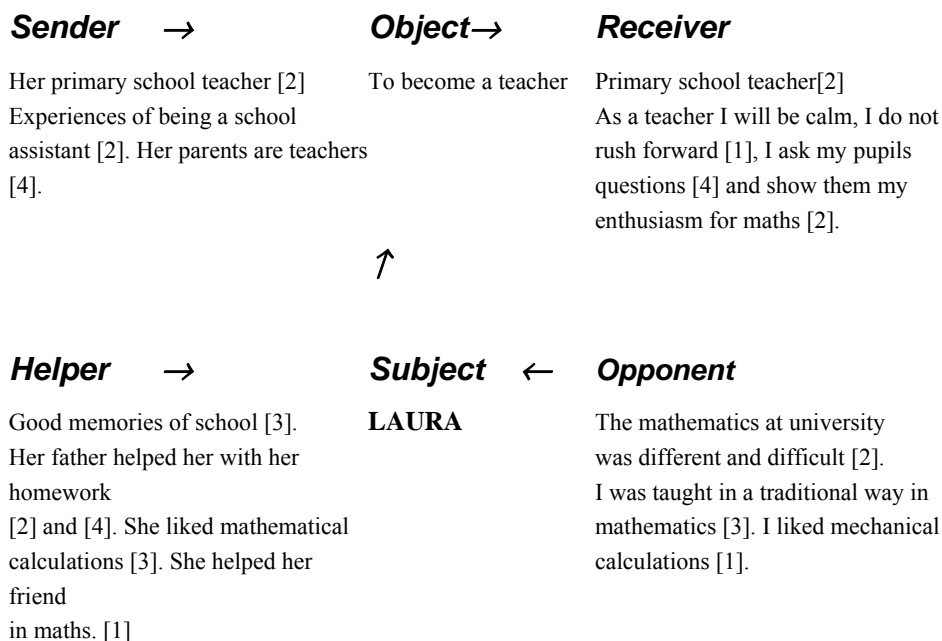 Sender → Object→ Receiver
Her primary school teacher [2]
Experiences of being a school
assistant [2]. Her parents are teachers
[4].
To become a teacher
Primary school teacher[2]
As a teacher I will be calm, I do not
rush forward [1], I ask my pupils
questions [4] and show them my
enthusiasm for maths [2].
↑
Helper → Subject ← Opponent
Good memories of school [3].
Her father helped her with her
homework
[2] and [4]. She liked mathematical
calculations [3]. She helped her
friend
in maths. [1]
LAURA
The mathematics at university
was different and difficult [2].
I was taught in a traditional way in
mathematics [3]. I liked mechanical
calculations [1].